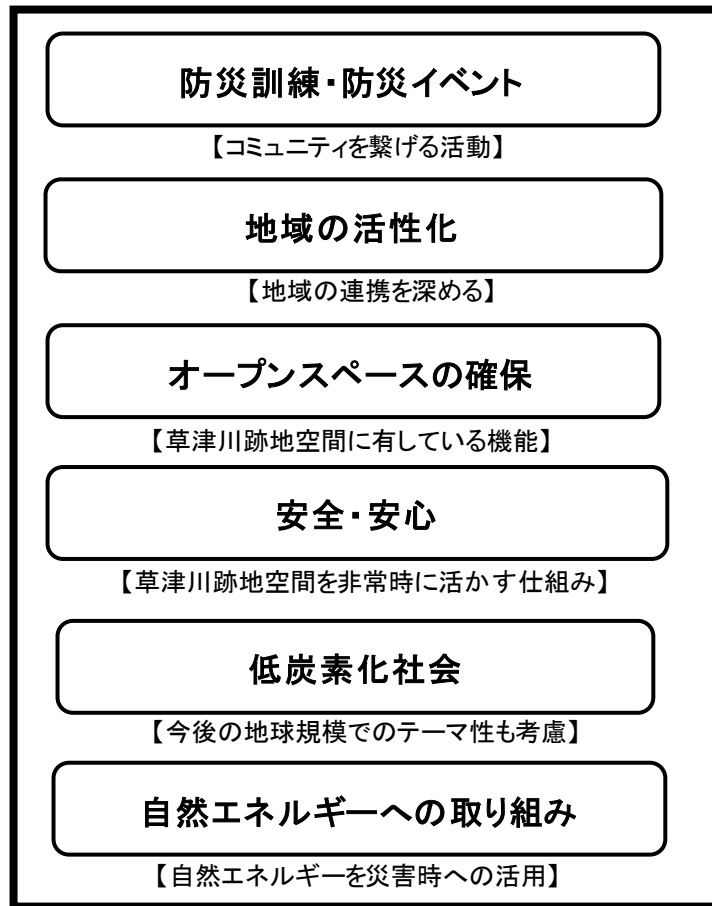 防災訓練・防災イベント
【コミュニティを繋げる活動】
地域の活性化
【地域の連携を深める】
オープンスペースの確保
【草津川跡地空間に有している機能】
安全・安心
【草津川跡地空間を非常時に活かす仕組み】
低炭素化社会
【今後の地球規模でのテーマ性も考慮】
自然エネルギーへの取り組み
【自然エネルギーを災害時への活用】